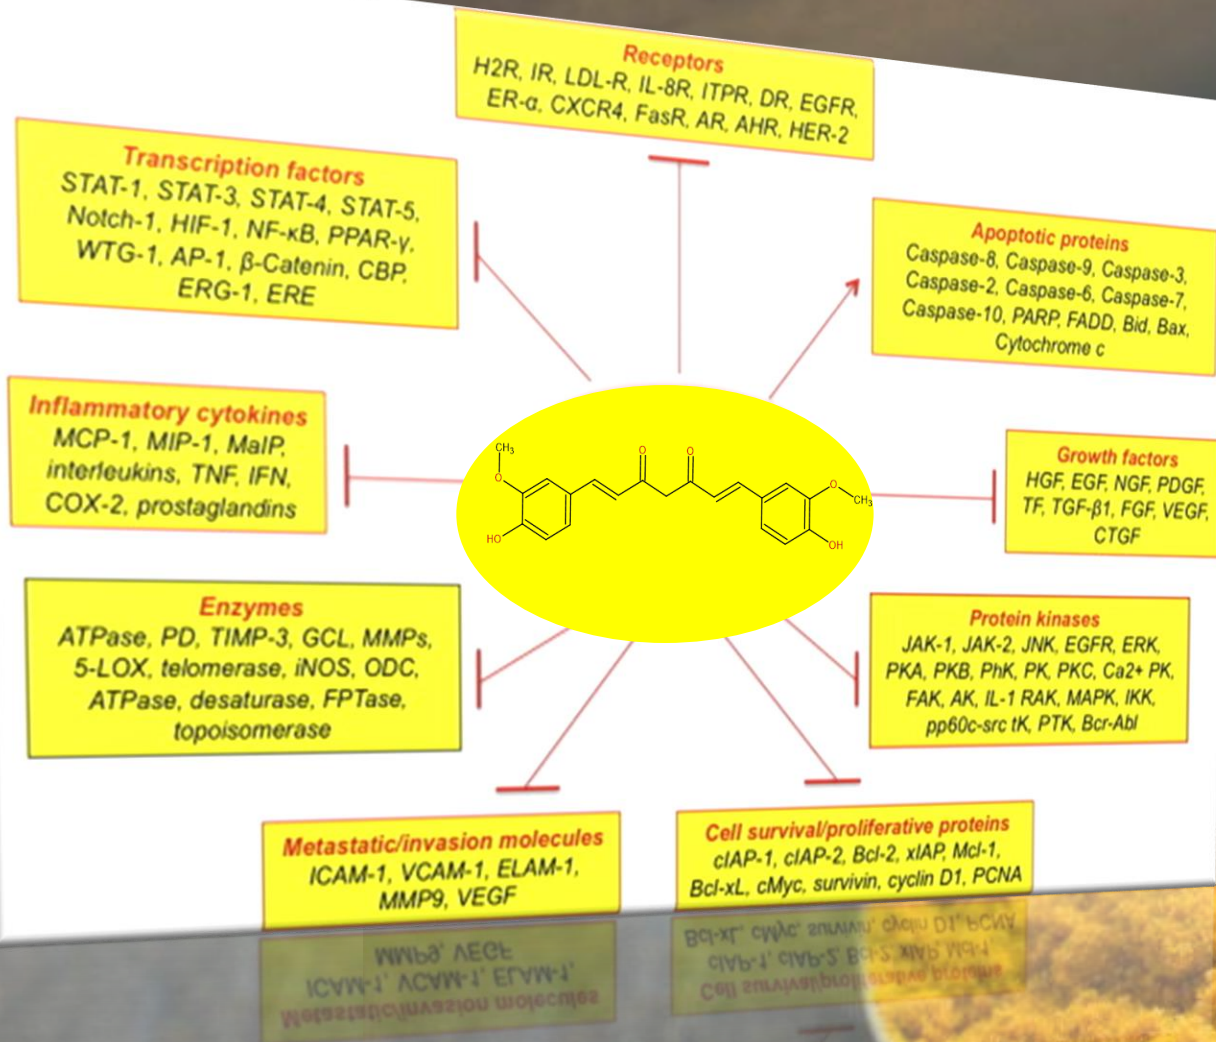 Receptors
H2R, IR, LDL-R, IL-8R, ITPR, DR, EGFR,
ER-α, CXCR4, FasR, AR, AHR, HER-2
Transcription factors
STAT-1, STAT-3, STAT-4, STAT-5,
Notch-1, HIF-1, NF-κB, PPAR-γ,
WTG-1, AP-1, β-Catenin, CBP,
ERG-1, ERE
Apoptotic proteins
Caspase-8, Caspase-9, Caspase-3,
Caspase-2, Caspase-6, Caspase-7,
Caspase-10, PARP, FADD, Bid, Bax,
Cytochrome c
Inflammatory cytokines
MCP-1, MIP-1, MaIP,
interleukins, TNF, IFN,
COX-2, prostaglandins
CH3
O
HO
O
O
O
CH3
OH
Growth factors
HGF, EGF, NGF, PDGF,
TF, TGF-β1, FGF, VEGF,
CTGF
Enzymes
ATPase, PD, TIMP-3, GCL, MMPs,
5-LOX, telomerase, iNOS, ODC,
ATPase, desaturase, FPTase,
topoisomerase
Protein kinases
JAK-1, JAK-2, JNK, EGFR, ERK,
PKA, PKB, PhK, PK, PKC, Ca2+ PK,
FAK, AK, IL-1 RAK, MAPK, IKK,
pp60c-src tK, PTK, Bcr-Abl
Metastatic/invasion molecules
ICAM-1, VCAM-1, ELAM-1,
MMP9, VEGF
Cell survival/proliferative proteins
cIAP-1, cIAP-2, Bcl-2, xIAP, Mcl-1,
Bcl-xL, cMyc, survivin, cyclin D1, PCNA